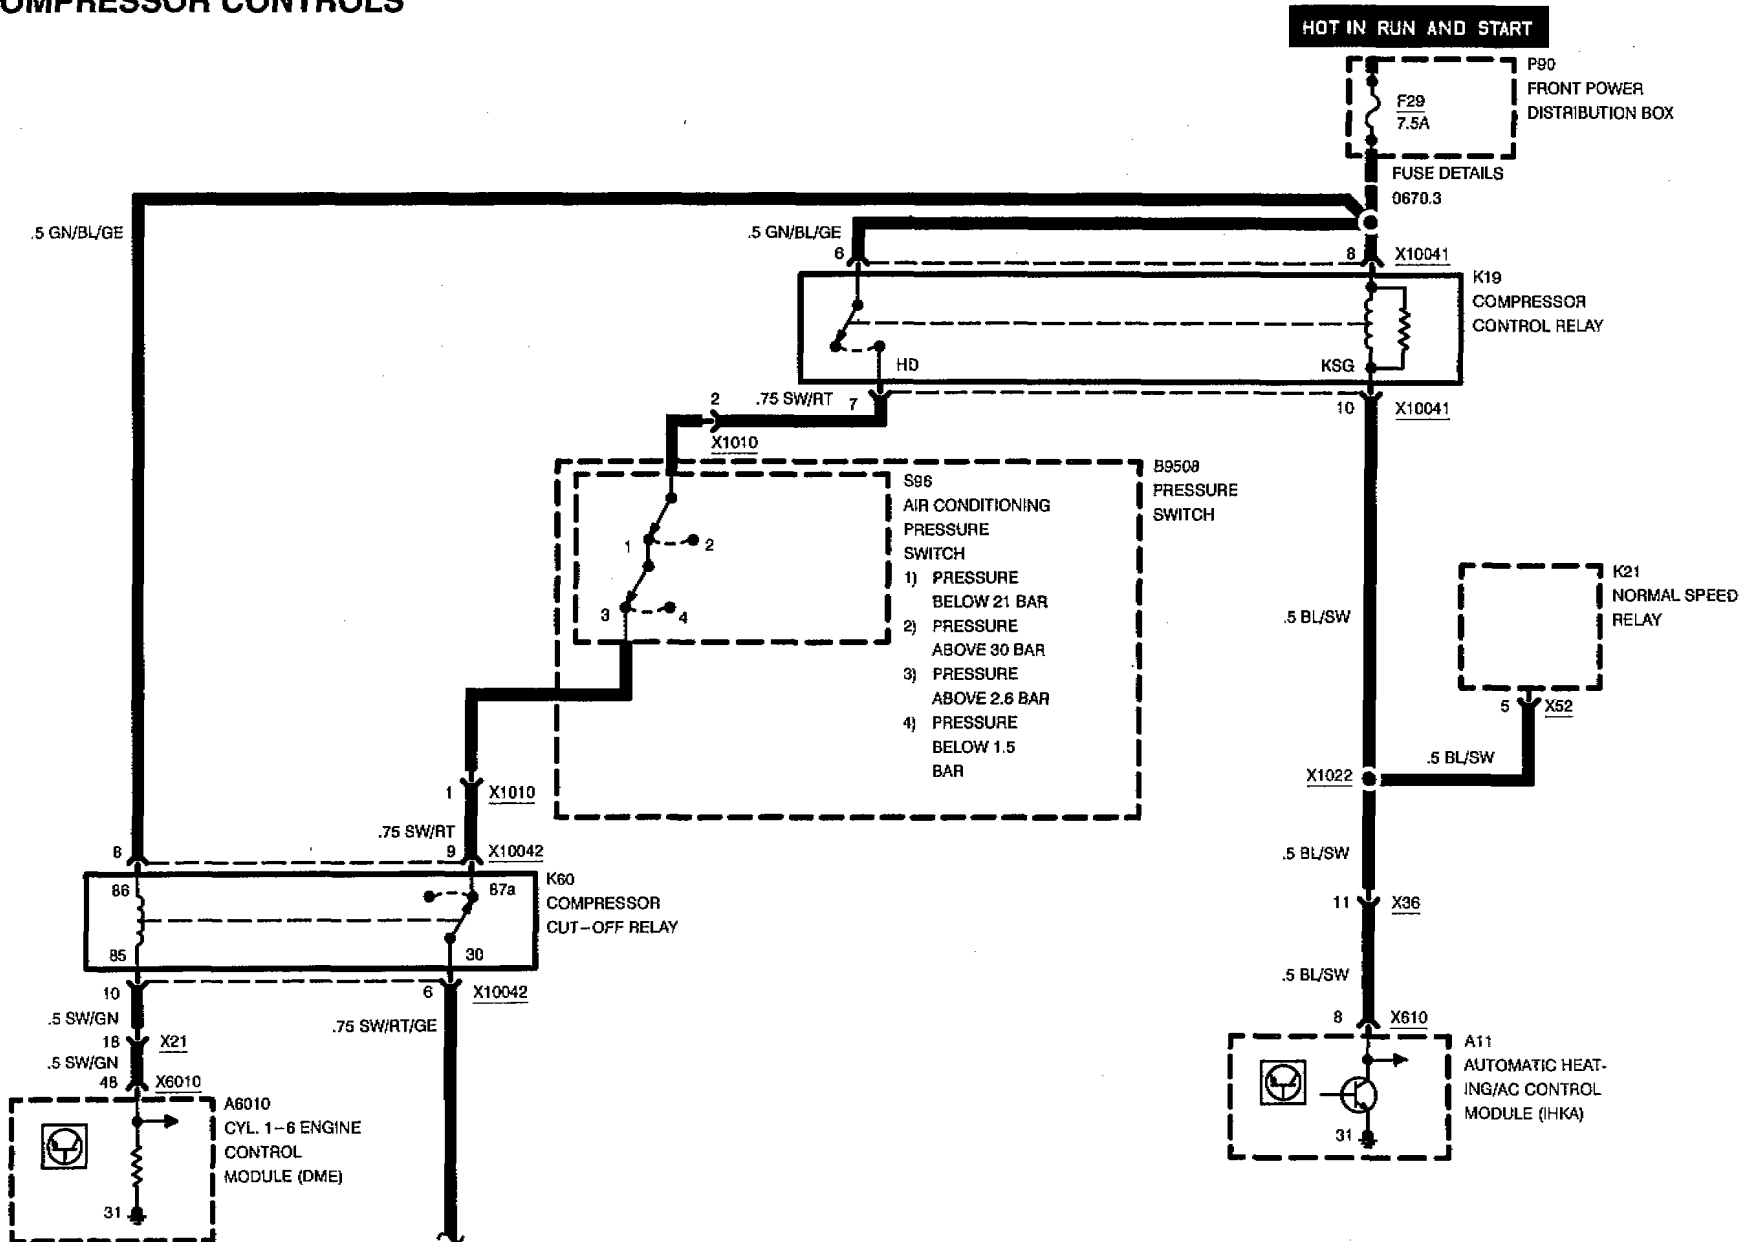 COMPRESSOR CONTROLS
HOT IN RUN AND START
P90
FRONT POWER
DISTRIBUTION BOX
F29
7.5A
FUSE DETAILS
0670.3
.5 GN/BL/GE
.5 GN/BL/GE
6
8
X10041
K19
COMPRESSOR
CONTROL RELAY
HD
KSG
2
.75 SW/RT
7
10
X10041
X1010
B9508
PRESSURE
SWITCH
S96
AIR CONDITIONING
PRESSURE
SWITCH
1) PRESSURE
BELOW 21 BAR
2) PRESSURE
ABOVE 30 BAR
3) PRESSURE
ABOVE 2.6 BAR
4) PRESSURE
BELOW 1.5
BAR
1
2
3
4
.5 BL/SW
K21
NORMAL SPEED
RELAY
5
X52
.5 BL/SW
X1022
1
X1010
.75 SW/RT
8
9
X10042
.5 BL/SW
86
87a
K60
COMPRESSOR
CUT-OFF RELAY
85
30
11
X36
.5 BL/SW
10
6
X10042
.5 SW/GN
.75 SW/RT/GE
18
X21
.5 SW/GN
48
X6010
8
X610
A11
AUTOMATIC HEAT-
ING/AC CONTROL
MODULE (IHKA)
31
A6010
CYL. 1-6 ENGINE
CONTROL
MODULE (DME)
31